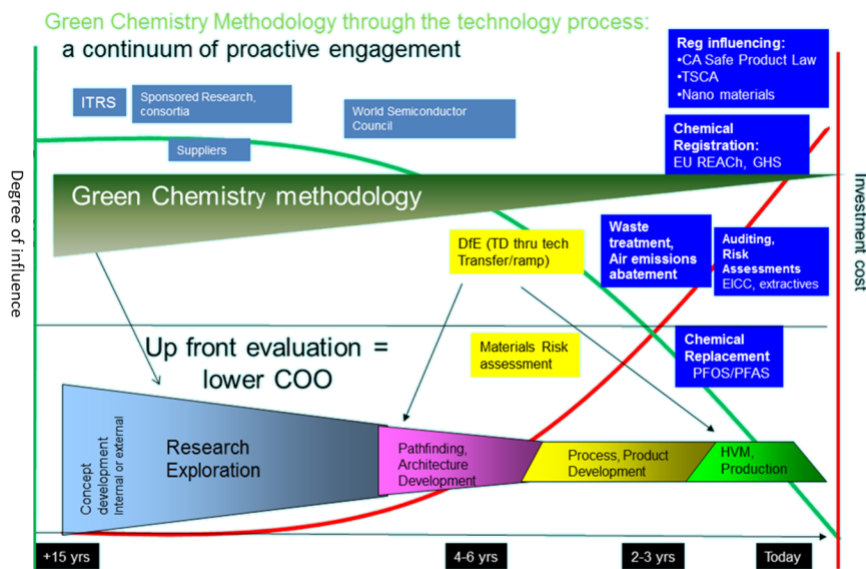 Green Chemistry Methodology through the technology process:
a continuum of proactive engagement
Reg influencing:
•CA Safe Product Law
•TSCA
•Nano materials
ITRS
Sponsored Research,
consortia
World Semiconductor
Council
Suppliers
Chemical
Registration:
EU REACh, GHS
Degree of influence
Investment cost
Green Chemistry methodology
DfE (TD thru tech
Transfer/ramp)
Waste
treatment,
Air emissions
abatement
Auditing,
Risk
Assessments
EICC, extractives
Up front evaluation =
lower COO
Materials Risk
assessment
Chemical
Replacement
PFOS/PFAS
Concept
development
Internal or external
Research
Exploration
Pathfinding,
Architecture
Development
Process, Product
Development
HVM,
Production
+15 yrs
4-6 yrs
2-3 yrs
Today